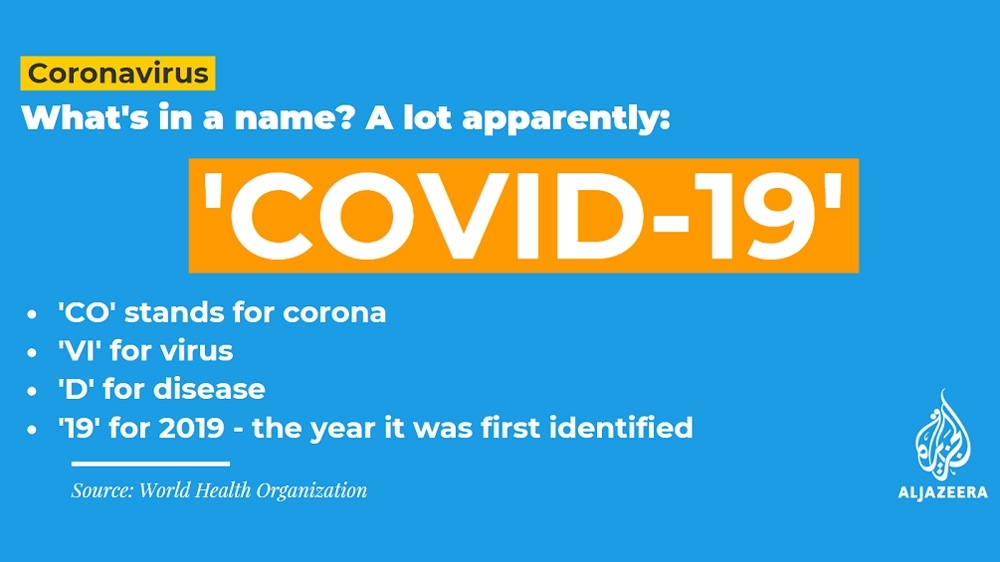 Coronavirus
What's in a name? A lot apparently:
'COVID-19'
• 'CO' stands for corona
• 'VI' for virus
• 'D' for disease
• '19' for 2019 - the year it was first identified
Source: World Health Organization
ALJAZEERA